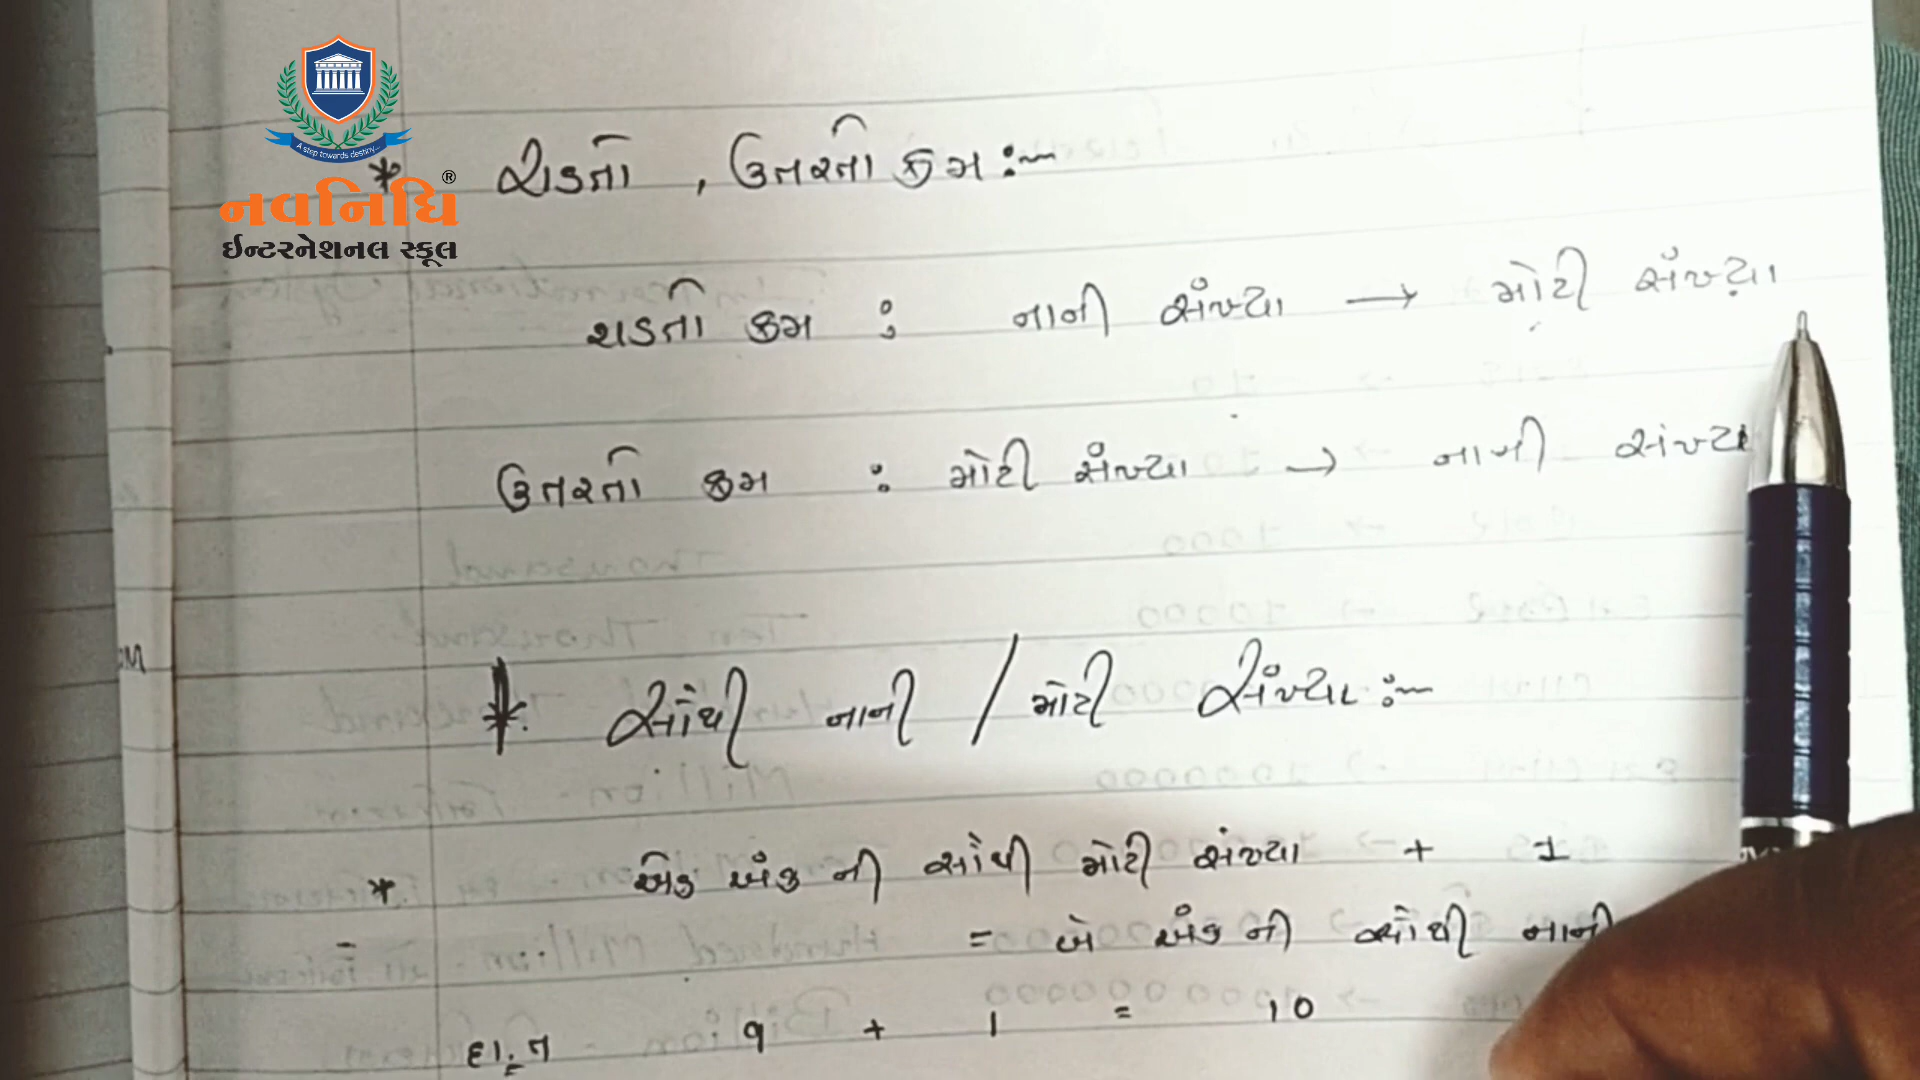 A step towards destiny...
નવનિધિ ®
ઈન્ટરનેશનલ સ્કૂલ
* ચડતો , ઉતરતો ક્રમ :-
ચડતો ક્રમ : નાની સંખ્યા → મોટી સંખ્યા
ઉતરતો ક્રમ : મોટી સંખ્યા → નાની સંખ્યા
* સૌથી નાની / મોટી સંખ્યા :-
* એક અંક ની સૌથી મોટી સંખ્યા + 1
= બે અંક ની સૌથી નાની
દા.ત 9 + 1 = 10